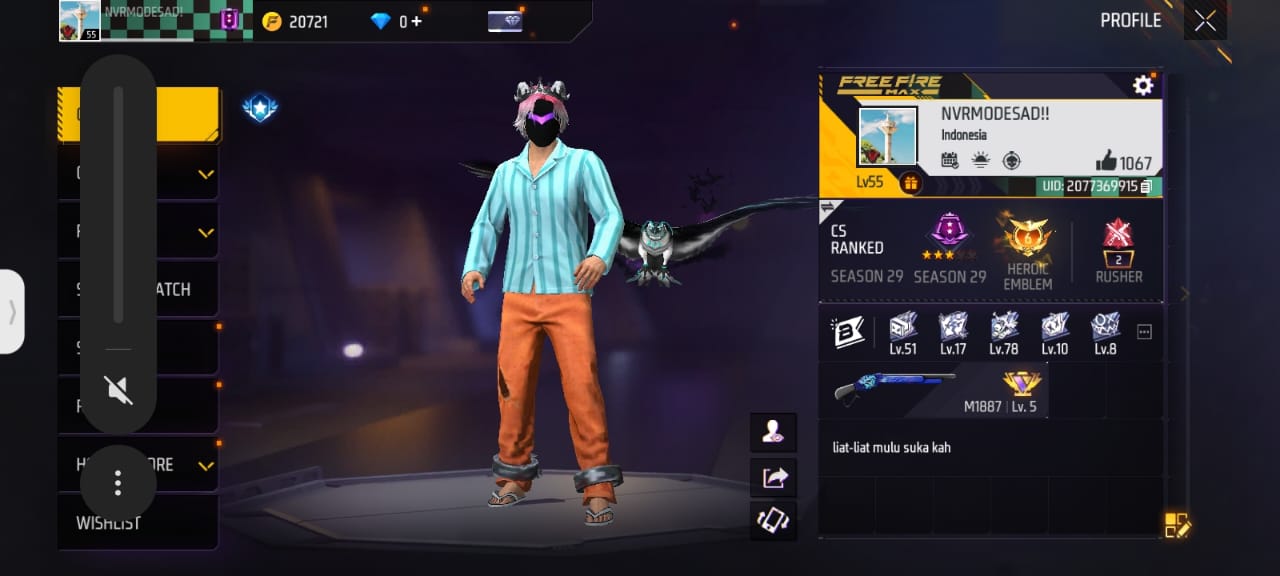 NVRMODESAD!
55
20721
0+
PROFILE
ATCH
WISHLIST
FREE FIRE
MAX
NVRMODESAD!!
Indonesia
1067
Lv55
UID: 2077369915
CS
RANKED
SEASON 29
SEASON 29
6
HEROIC
EMBLEM
2
RUSHER
B
Lv.51
Lv.17
Lv.78
Lv.10
Lv.8
M1887 | Lv. 5
liat-liat mulu suka kah